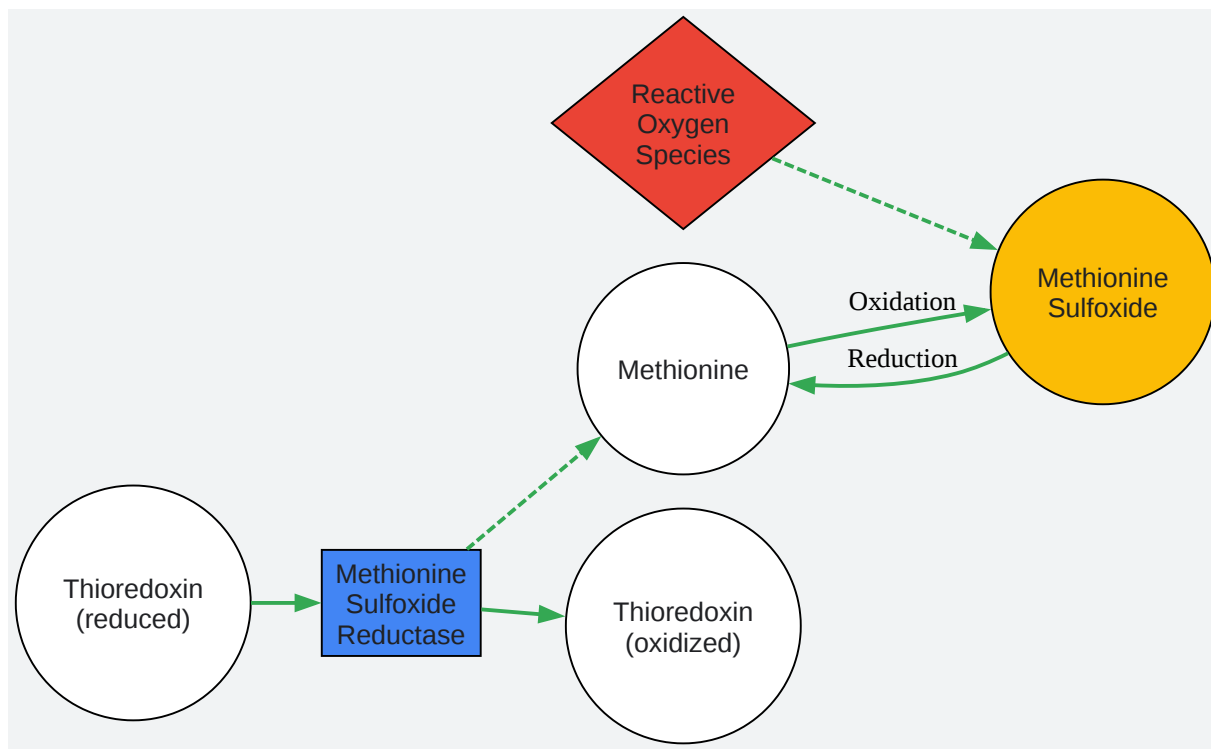 Reactive
Oxygen
Species
Methionine
Sulfoxide
Oxidation
Reduction
Methionine
Thioredoxin
(reduced)
Methionine
Sulfoxide
Reductase
Thioredoxin
(oxidized)